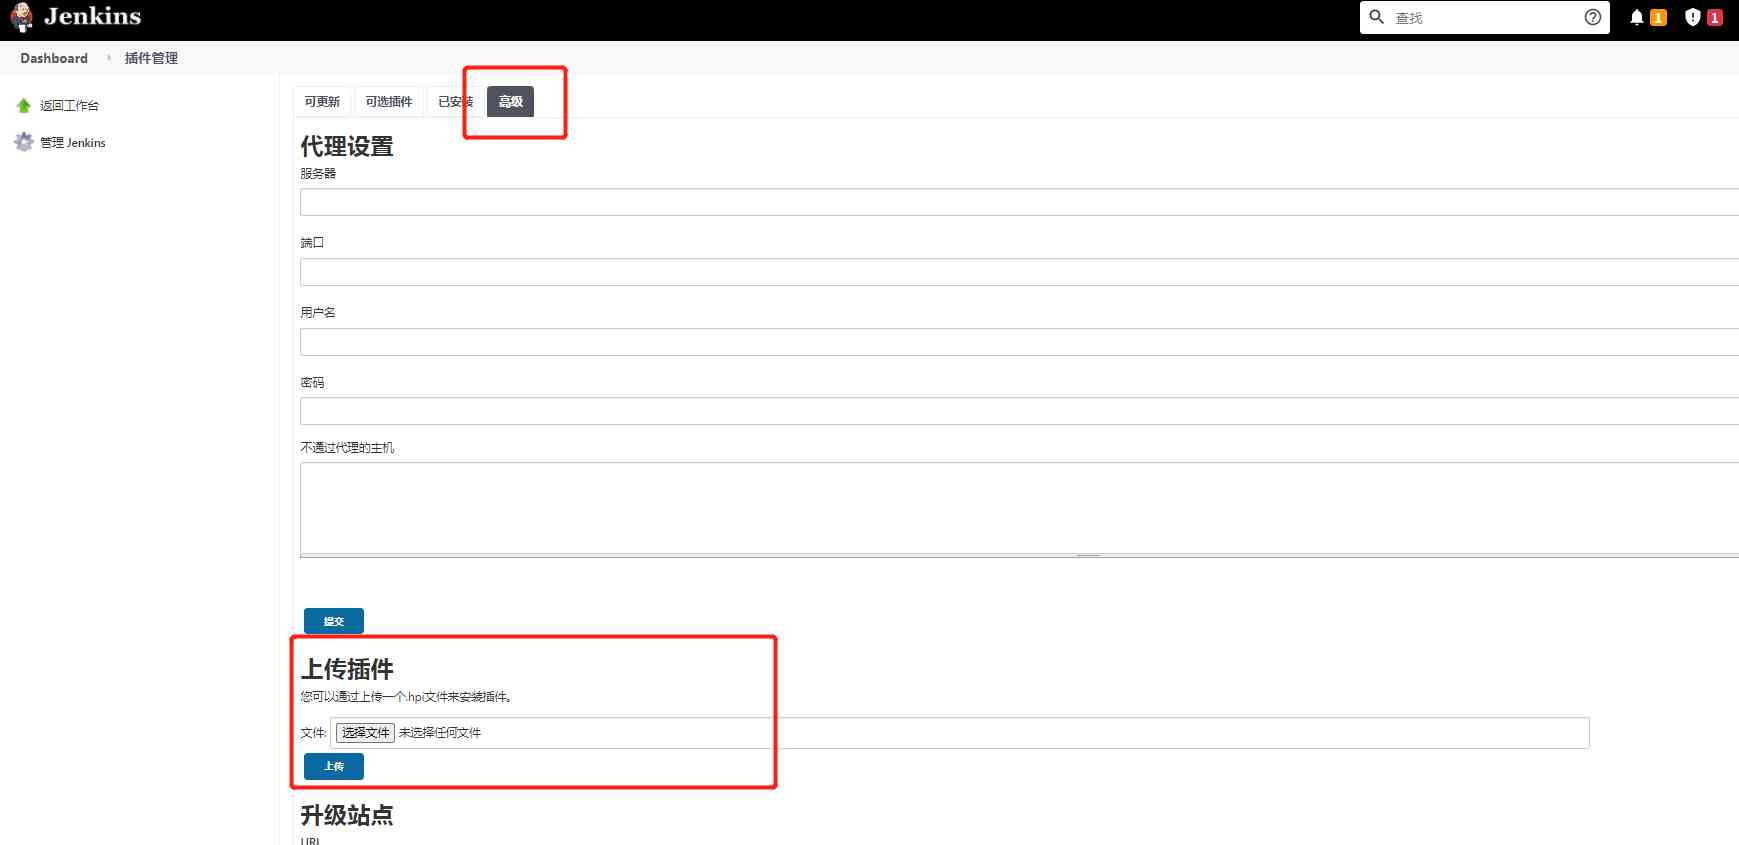 Jenkins
查找
1
1
Dashboard
插件管理
返回工作台
管理 Jenkins
可更新
可选插件
已安装
高级
代理设置
服务器
端口
用户名
密码
不通过代理的主机
提交
上传插件
您可以通过上传一个.hpi文件来安装插件。
文件: 选择文件 未选择任何文件
上传
升级站点
URL